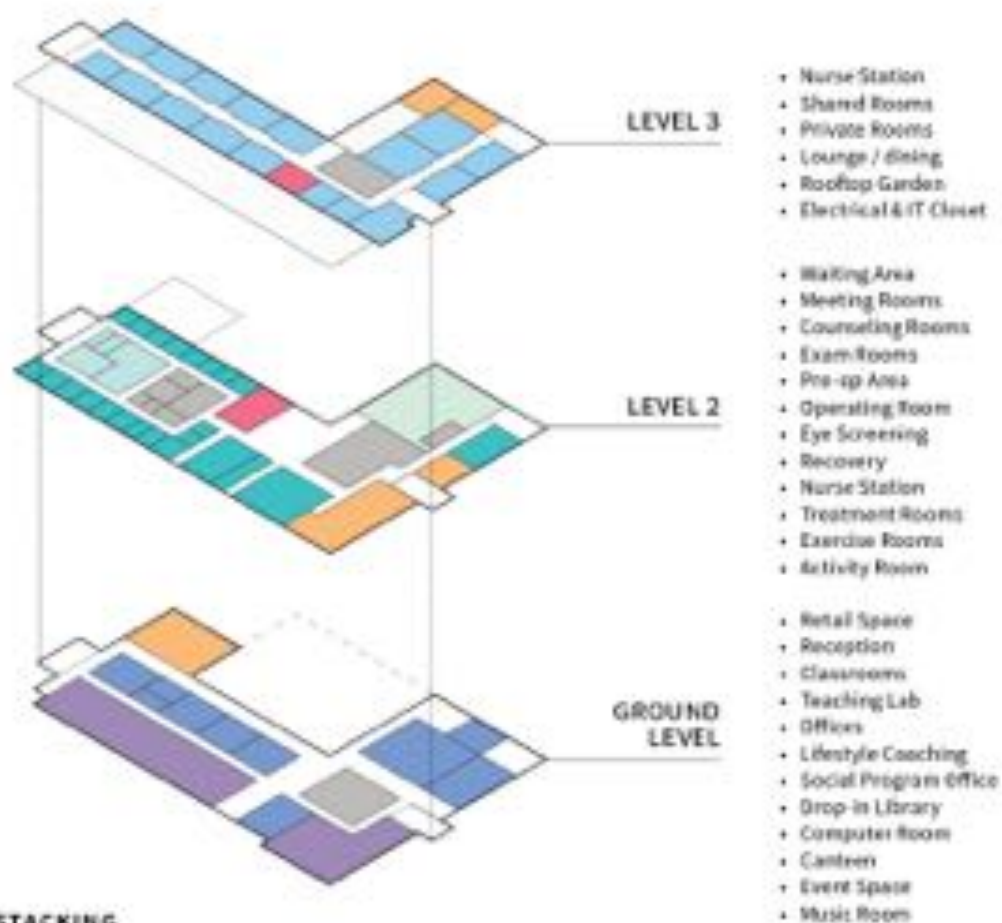 LEVEL 3
• Nurse Station
• Shared Rooms
• Private Rooms
• Lounge / dining
• Rooftop Garden
• Electrical & IT Closet
LEVEL 2
• Waiting Area
• Meeting Rooms
• Counseling Rooms
• Exam Rooms
• Pre-op Area
• Operating Room
• Eye Screening
• Recovery
• Nurse Station
• Treatment Rooms
• Exercise Rooms
• Activity Room
GROUND
LEVEL
• Retail Space
• Reception
• Classrooms
• Teaching Lab
• Offices
• Lifestyle Coaching
• Social Program Office
• Drop-in Library
• Computer Room
• Canteen
• Event Space
• Music Room
STACKING